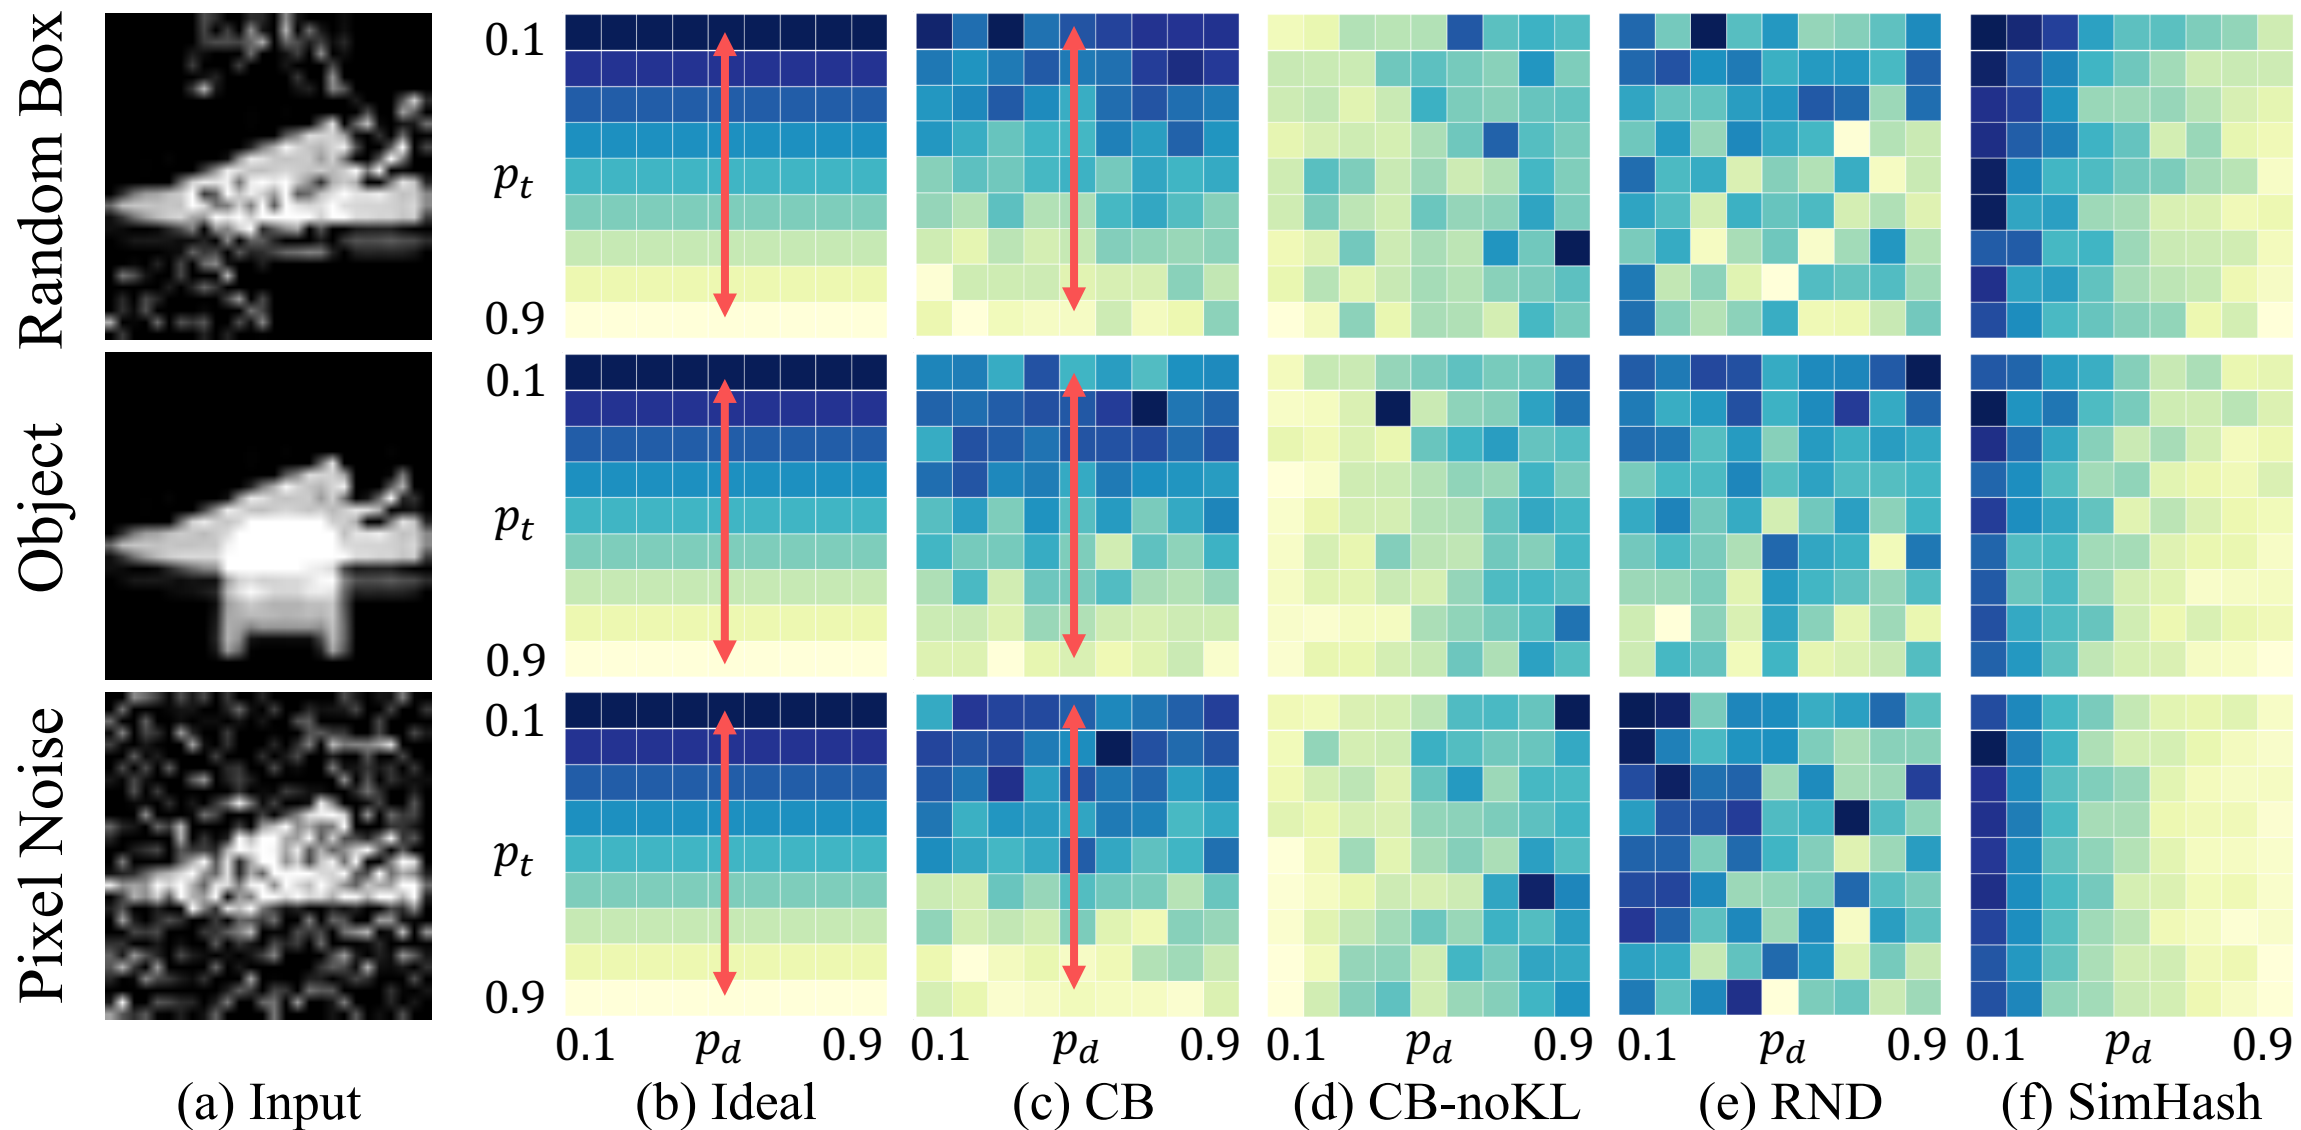 Random Box
0.1
p_t
0.9
Object
0.1
p_t
0.9
Pixel Noise
0.1
p_t
0.9
0.1 p_d 0.9 0.1 p_d 0.9 0.1 p_d 0.9 0.1 p_d 0.9 0.1 p_d 0.9
(a) Input (b) Ideal (c) CB (d) CB-noKL (e) RND (f) SimHash